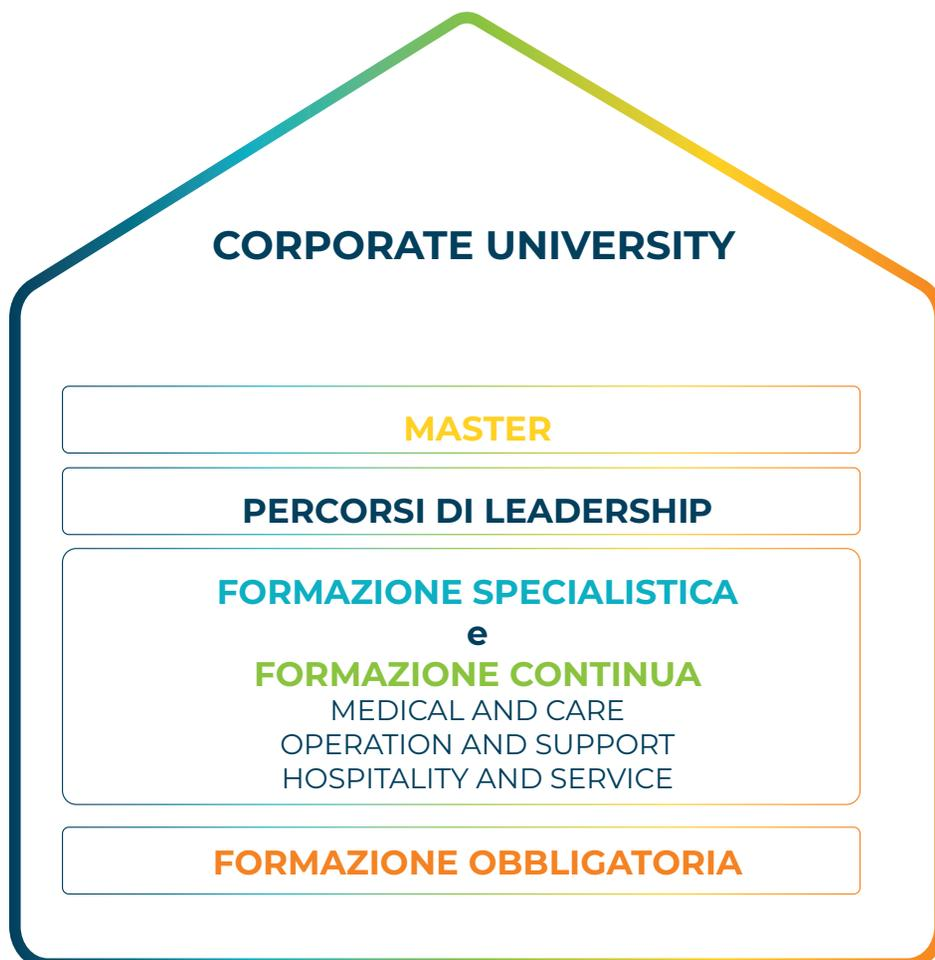 CORPORATE UNIVERSITY
MASTER
PERCORSI DI LEADERSHIP
FORMAZIONE SPECIALISTICA
e
FORMAZIONE CONTINUA
MEDICAL AND CARE
OPERATION AND SUPPORT
HOSPITALITY AND SERVICE
FORMAZIONE OBBLIGATORIA